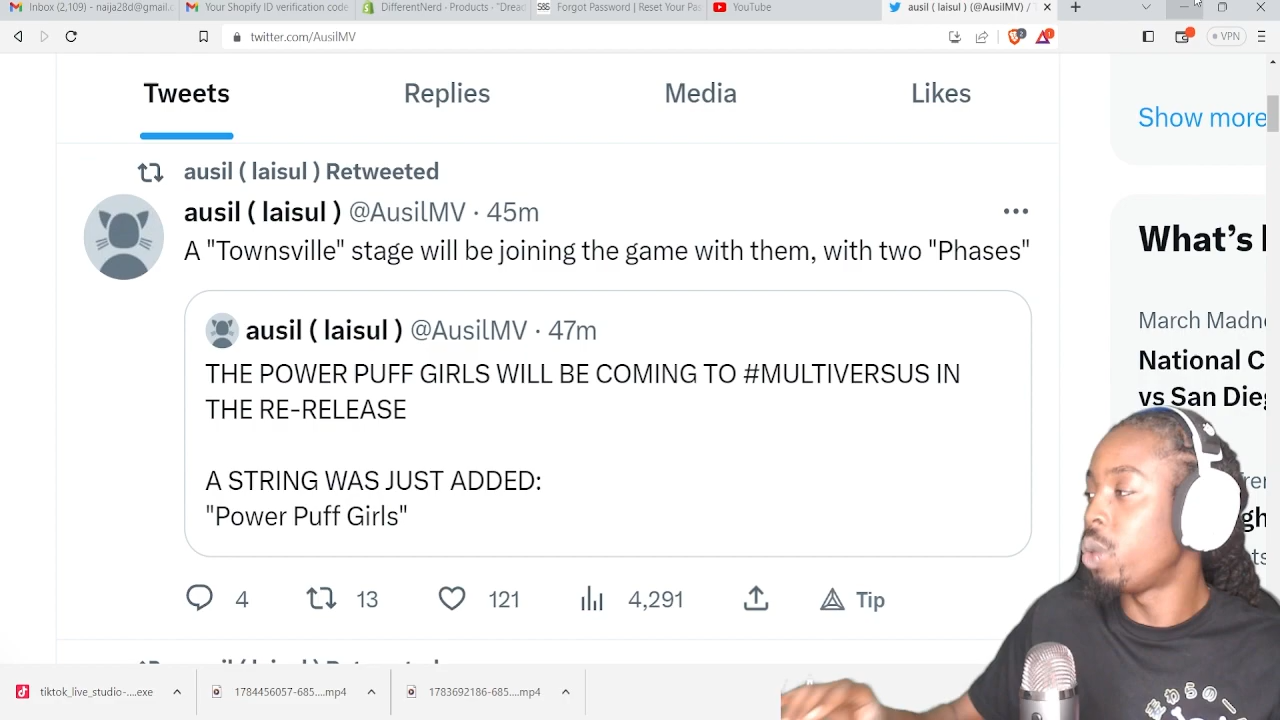 Inbox (2,109) - naija28d@gmail.c
Your Shopify ID verification code
DifferentNerd - Products - "Drea
Forgot Password | Reset Your Pas
YouTube
ausil ( laisul ) (@AusilMV) / T
twitter.com/AusilMV
VPN
Tweets
Replies
Media
Likes
Show more
ausil ( laisul ) Retweeted
ausil ( laisul ) @AusilMV · 45m
A "Townsville" stage will be joining the game with them, with two "Phases"
ausil ( laisul ) @AusilMV · 47m
THE POWER PUFF GIRLS WILL BE COMING TO #MULTIVERSUS IN
THE RE-RELEASE
A STRING WAS JUST ADDED:
"Power Puff Girls"
4
13
121
4,291
Tip
What's
March Madn
National C
vs San Dieg
tiktok_live_studio-....exe
1784456057-685....mp4
1783692186-685....mp4